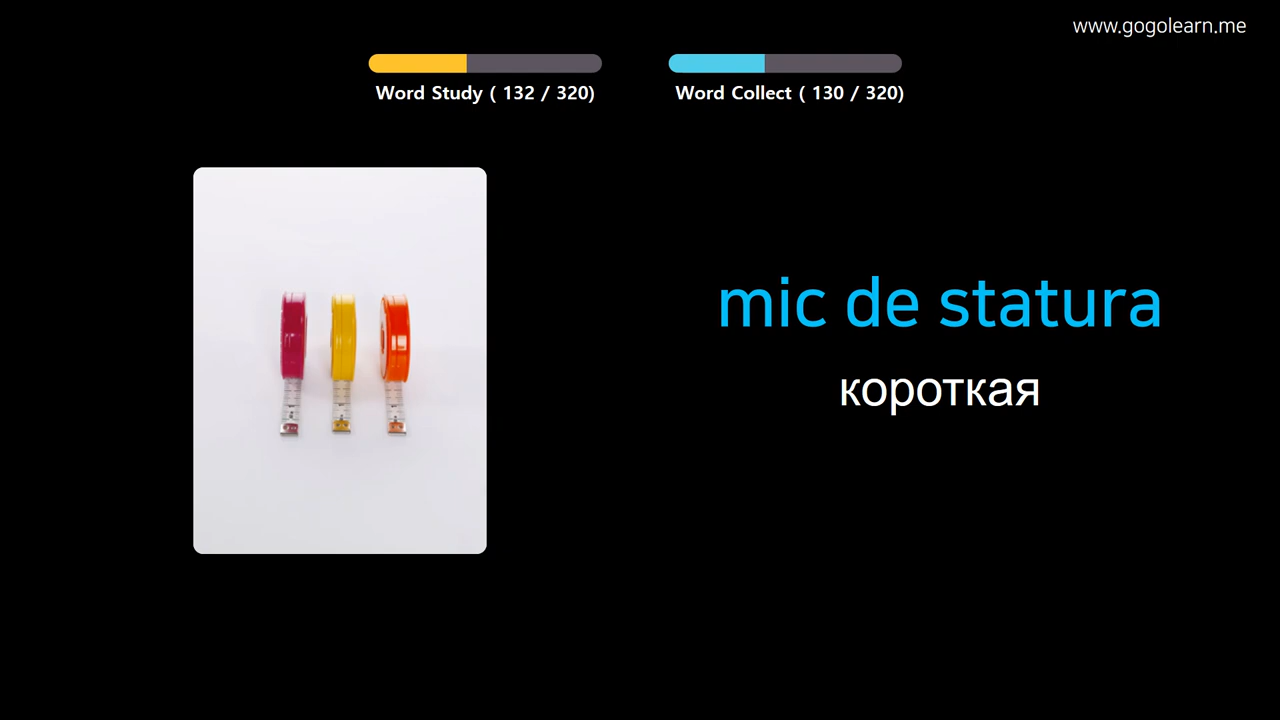 www.gogolearn.me
Word Study ( 132 / 320)
Word Collect ( 130 / 320)
mic de statura
короткая